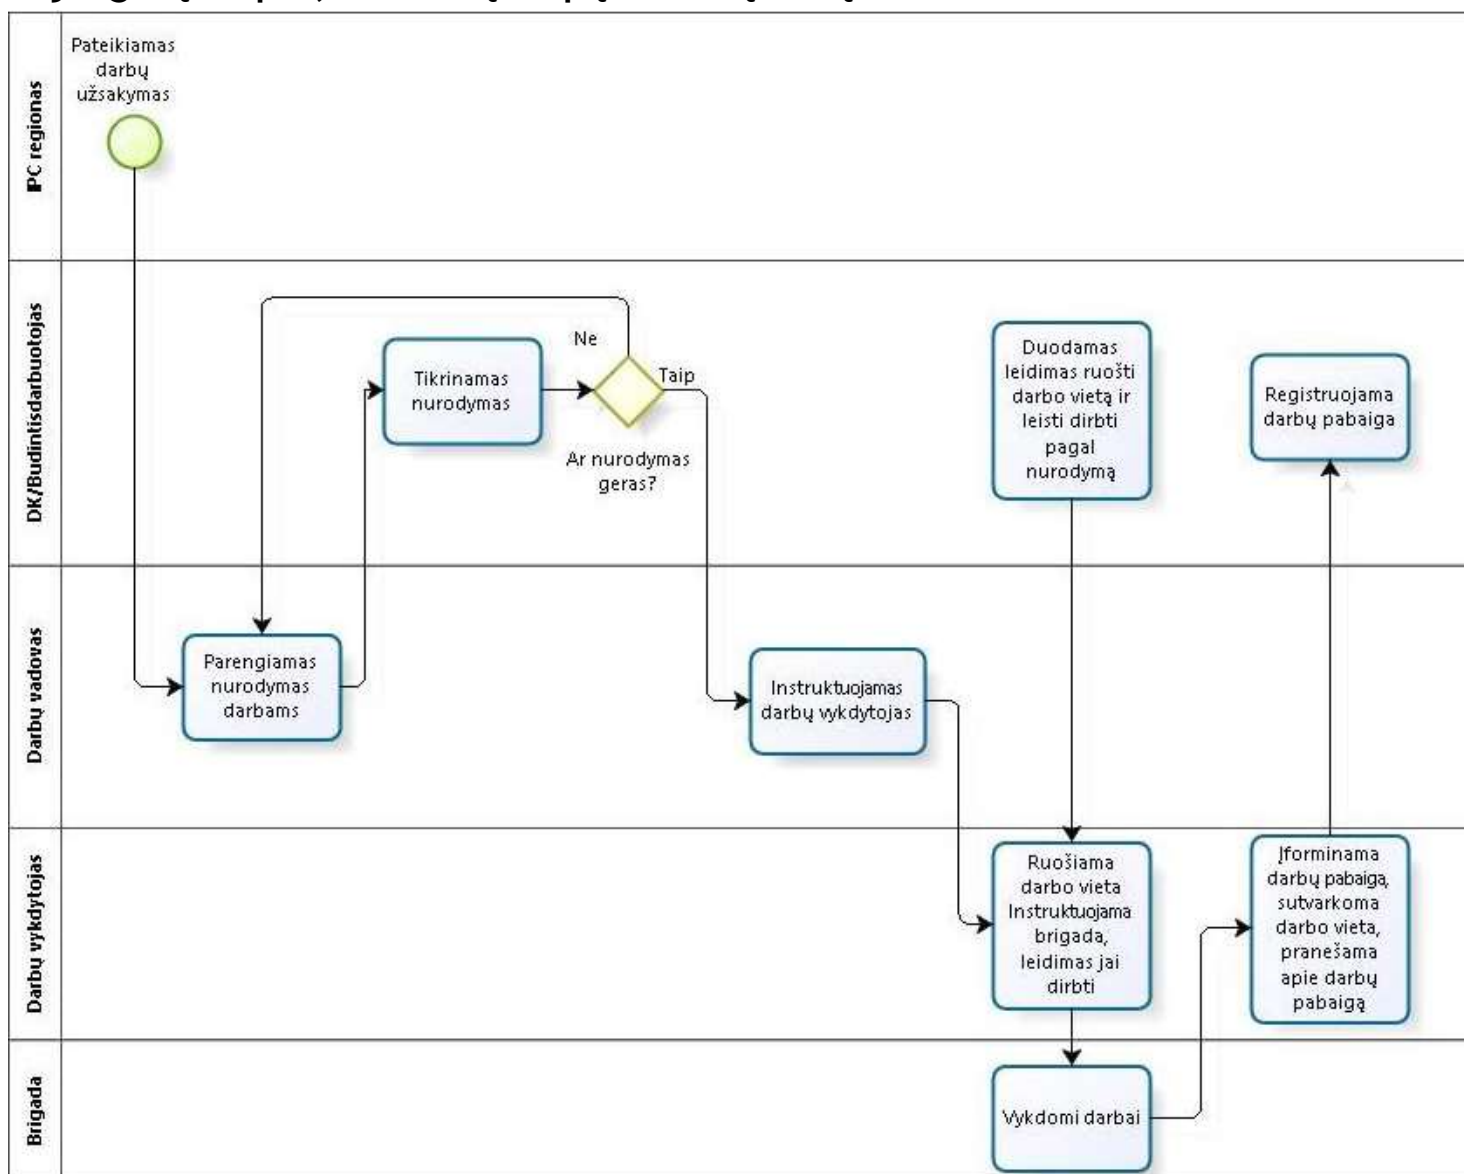 IPC regionas
Pateikiamas
darbų
užsakymas
DK/Budintisdarbuotojas
Tikrinamas
nurodymas
Ne
Taip
Ar nurodymas
geras?
Duodamas
leidimas ruošti
darbo vietą ir
leisti dirbti
pagal
nurodymą
Registruojama
darbų pabaiga
Darbų vadovas
Parengiamas
nurodymas
darbams
Instruktuojamas
darbų vykdytojas
Darbų vykdytojas
Ruošiama
darbo vieta
Instruktuojama
brigada,
leidimas jai
dirbti
Įforminama
darbų pabaiga,
sutvarkoma
darbo vieta,
pranešama
apie darbų
pabaigą
Brigada
Vykdomi darbai